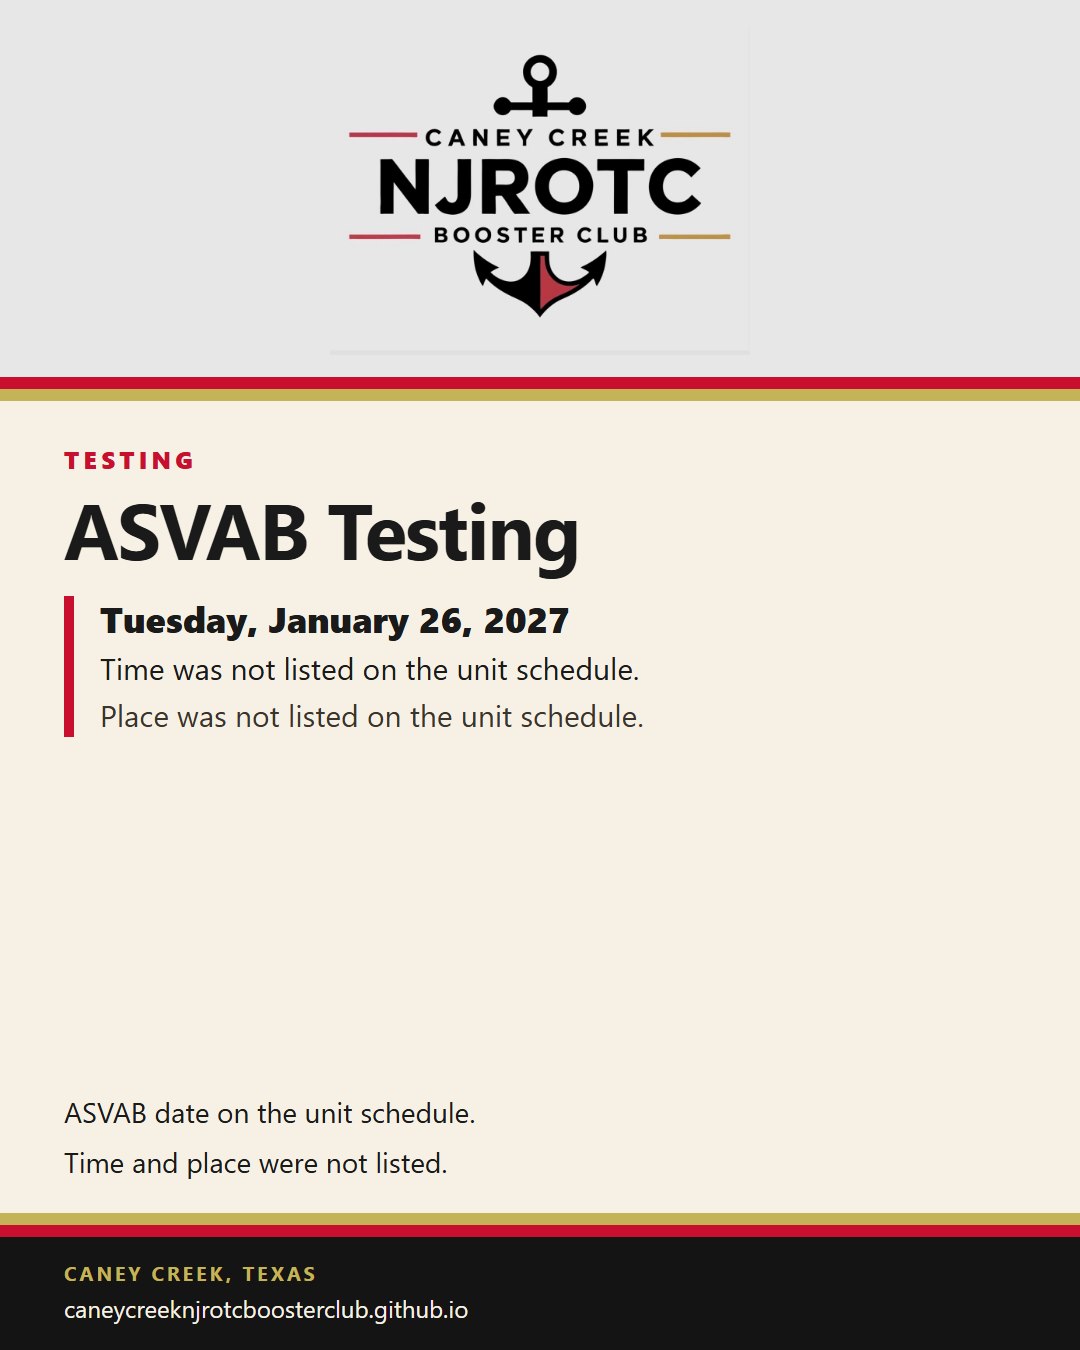 CANEY CREEK
NJROTC
BOOSTER CLUB
TESTING
ASVAB Testing
Tuesday, January 26, 2027
Time was not listed on the unit schedule.
Place was not listed on the unit schedule.
ASVAB date on the unit schedule.
Time and place were not listed.
CANEY CREEK, TEXAS
caneycreeknjrotcboosterclub.github.io